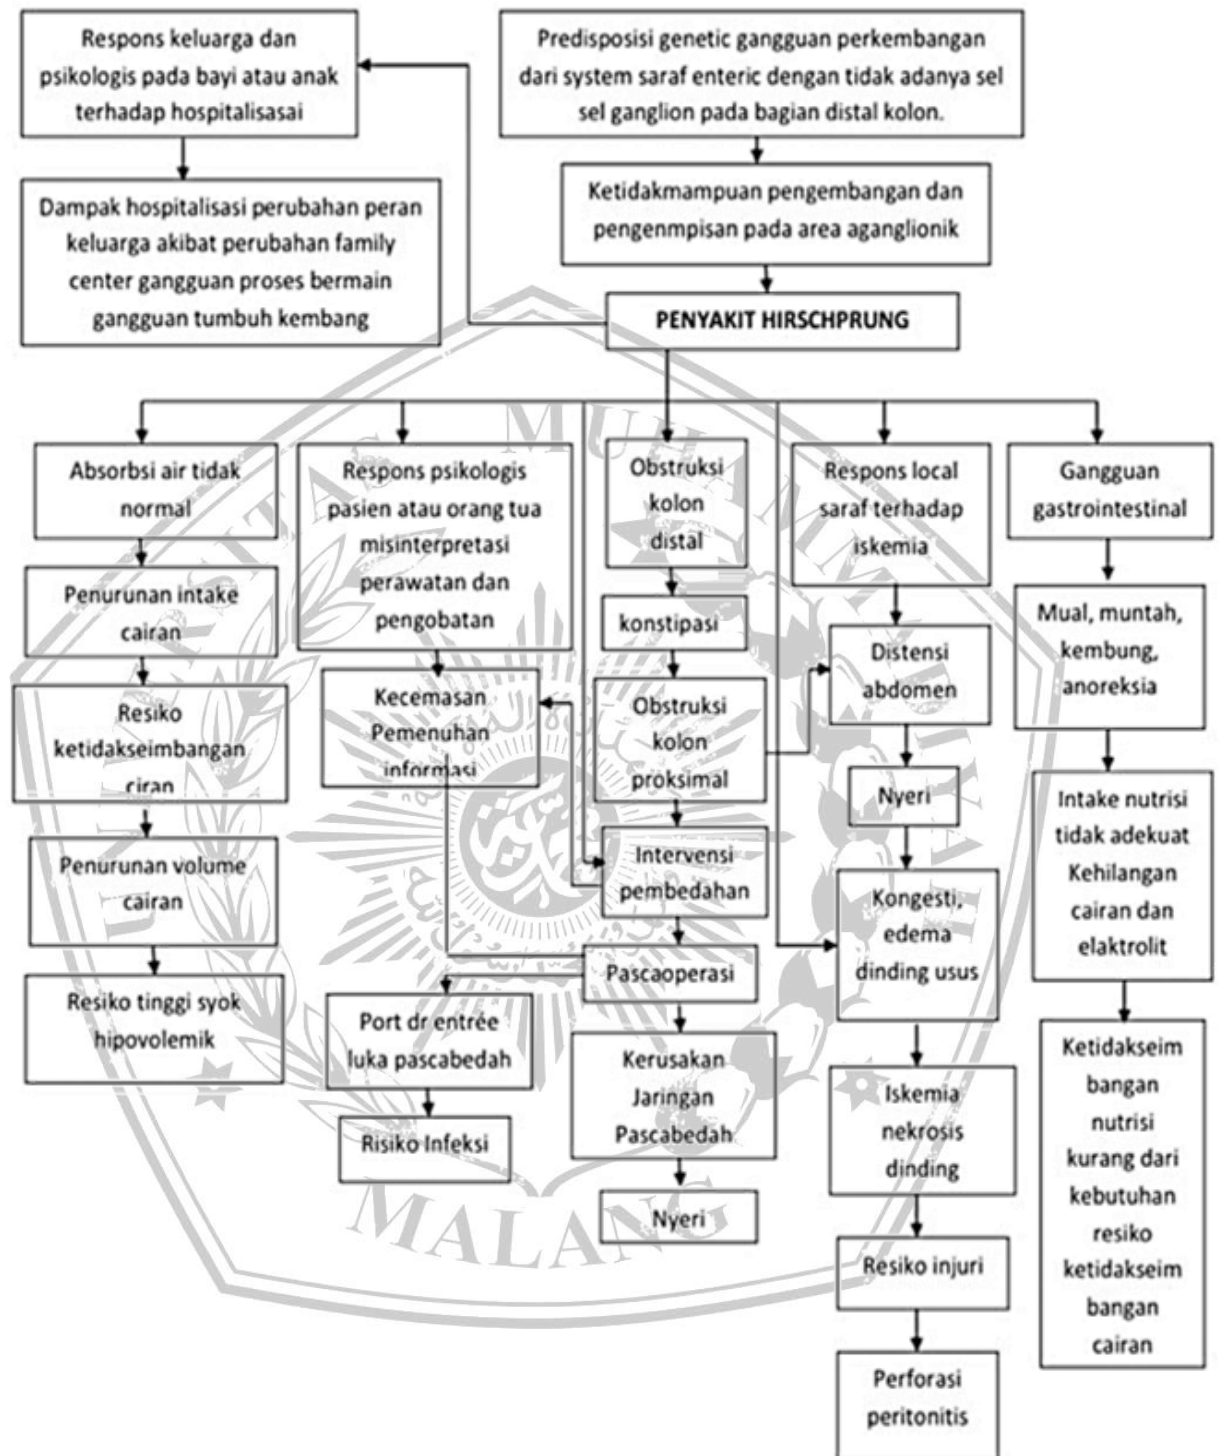 Respons keluarga dan
psikologis pada bayi atau anak
terhadap hospitalisasai
Predisposisi genetic gangguan perkembangan
dari system saraf enteric dengan tidak adanya sel
sel ganglion pada bagian distal kolon.
Dampak hospitalisasi perubahan peran
keluarga akibat perubahan family
center gangguan proses bermain
gangguan tumbuh kembang
Ketidakmampuan pengembangan dan
pengenmpisan pada area aganglionik
PENYAKIT HIRSCHPRUNG
Absorbsi air tidak
normal
Penurunan intake
cairan
Resiko
ketidakseimbangan
ciran
Penurunan volume
cairan
Resiko tinggi syok
hipovolemik
Respons psikologis
pasien atau orang tua
misinterpretasi
perawatan dan
pengobatan
Kecemasan
Pemenuhan
informasi
Port dr entrée
luka pascabedah
Risiko Infeksi
Obstruksi
kolon
distal
konstipasi
Obstruksi
kolon
proksimal
Intervensi
pembedahan
Pascaoperasi
Kerusakan
Jaringan
Pascabedah
Nyeri
Respons local
saraf terhadap
iskemia
Distensi
abdomen
Nyeri
Kongesti,
edema
dinding usus
Iskemia
nekrosis
dinding
Resiko injuri
Perforasi
peritonitis
Gangguan
gastrointestinal
Mual, muntah,
kembung,
anoreksia
Intake nutrisi
tidak adekuat
Kehilangan
cairan dan
elaktrolit
Ketidakseim
bangan
nutrisi
kurang dari
kebutuhan
resiko
ketidakseim
bangan
cairan
UNIVERSITAS MUHAMMADIYAH
MALANG